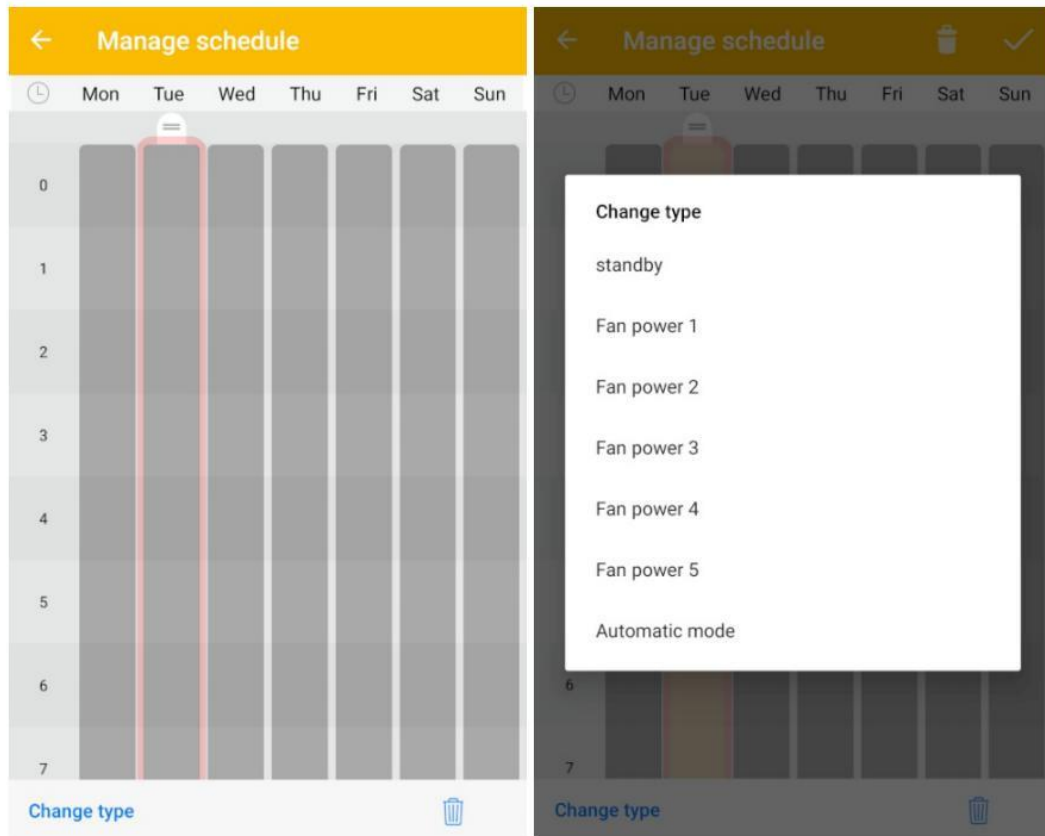 Manage schedule
Mon Tue Wed Thu Fri Sat Sun
0
1
2
3
4
5
6
7
Change type
Manage schedule
Mon Tue Wed Thu Fri Sat Sun
Change type
standby
Fan power 1
Fan power 2
Fan power 3
Fan power 4
Fan power 5
Automatic mode
6
7
Change type